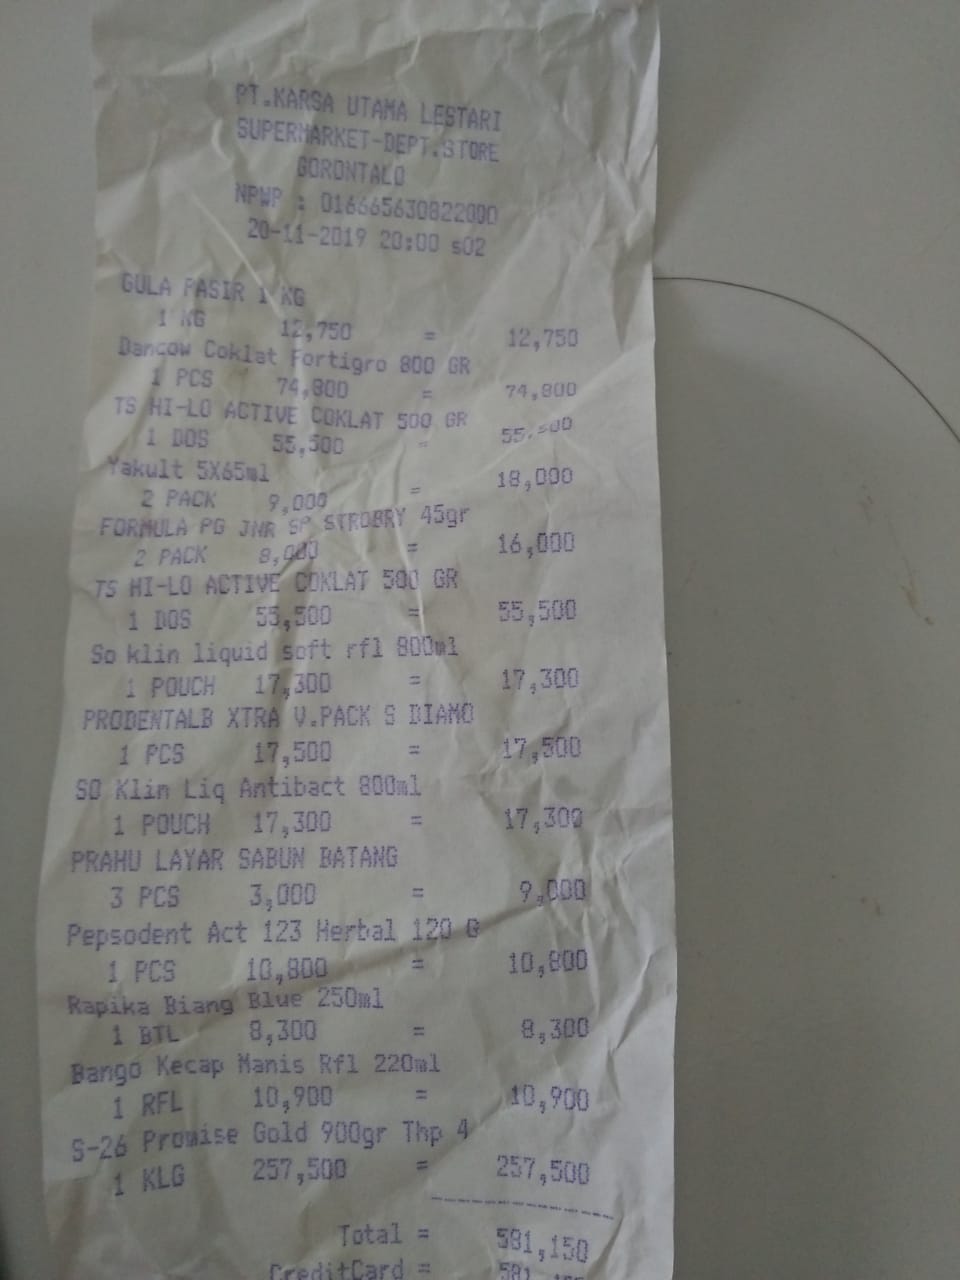 PT.KARSA UTAMA LESTARI
SUPERMARKET-DEPT.STORE
GORONTALO
NPWP : 016665630822000
20-11-2019 20:00 s02
GULA PASIR 1 KG
1 KG 12,750 = 12,750
Dancow Coklat Fortigro 800 GR
1 PCS 74,800 = 74,800
TS HI-LO ACTIVE COKLAT 500 GR
1 DOS 55,500 = 55,500
Yakult 5X65ml
2 PACK 9,000 = 18,000
FORMULA PG JNR SP STROBRY 45gr
2 PACK 8,000 = 16,000
TS HI-LO ACTIVE COKLAT 500 GR
1 DOS 55,500 = 55,500
So klin liquid soft rfl 800ml
1 POUCH 17,300 = 17,300
PRODENTALB XTRA V.PACK S DIAMO
1 PCS 17,500 = 17,500
SO Klin Liq Antibact 800ml
1 POUCH 17,300 = 17,300
PRAHU LAYAR SABUN BATANG
3 PCS 3,000 = 9,000
Pepsodent Act 123 Herbal 120 G
1 PCS 10,800 = 10,800
Rapika Biang Blue 250ml
1 BTL 8,300 = 8,300
Bango Kecap Manis Rfl 220ml
1 RFL 10,900 = 10,900
S-26 Promise Gold 900gr Thp 4
1 KLG 257,500 = 257,500
Total = 581,150
CreditCard =